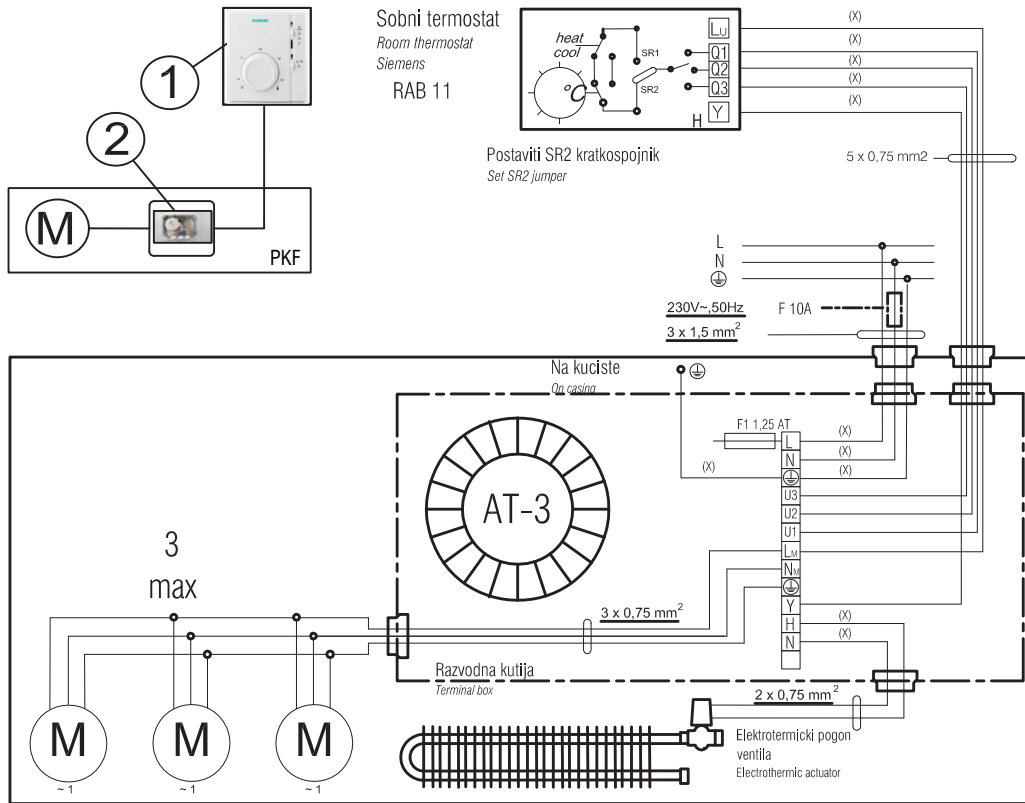 SIEMENS
1
2
M
PKF
Sobni termostat
Room thermostat
Siemens
RAB 11
heat
cool
°C
SR1
SR2
H
LU
Q1
Q2
Q3
Y
(X)
(X)
(X)
(X)
Postaviti SR2 kratkospojnik
Set SR2 jumper
5 x 0,75 mm2
L
N
230V~,50Hz
3 x 1,5 mm2
F 10A
Na kuciste
On casing
F1 1,25 AT
(X)
L
N
U3
U2
U1
LM
NM
Y
H
N
(X)
(X)
(X)
(X)
(X)
AT-3
3
max
3 x 0,75 mm2
Razvodna kutija
Terminal box
2 x 0,75 mm2
Elektrotermicki pogon
ventila
Electrothermic actuator
M
~ 1
M
~ 1
M
~ 1